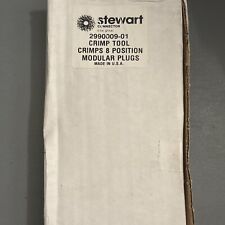 stewart
CONNECTOR
2990009-01
CRIMP TOOL
CRIMPS 8 POSITION
MODULAR PLUGS
MADE IN U.S.A.